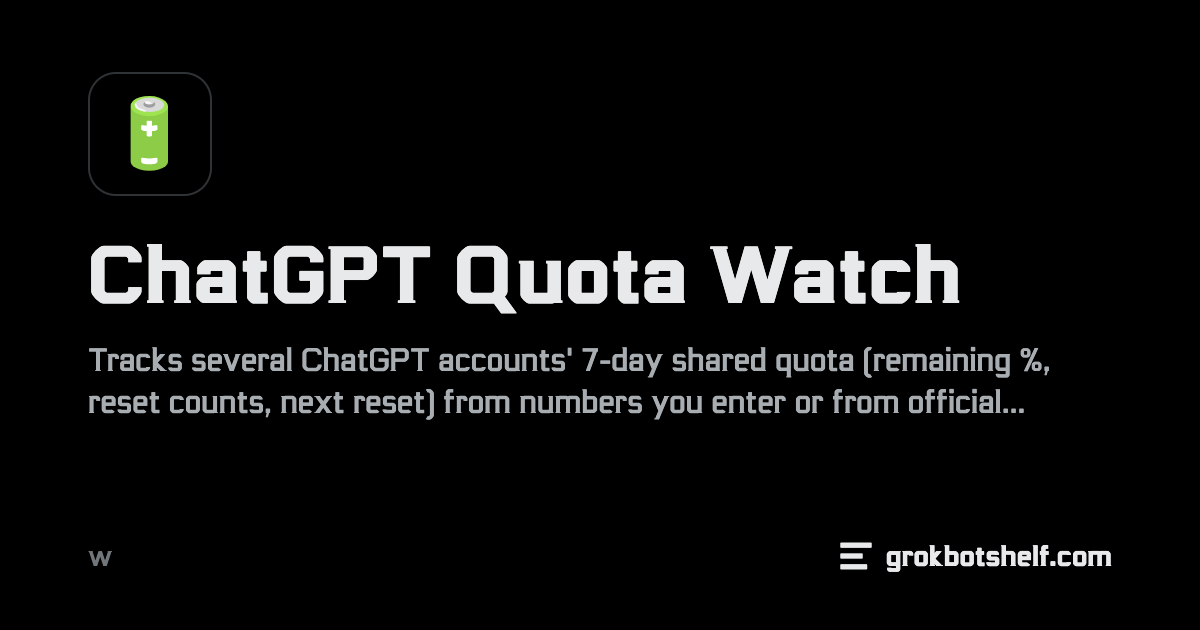 ChatGPT Quota Watch
Tracks several ChatGPT accounts' 7-day shared quota (remaining %,
reset counts, next reset) from numbers you enter or from official...
w
grokbotshelf.com